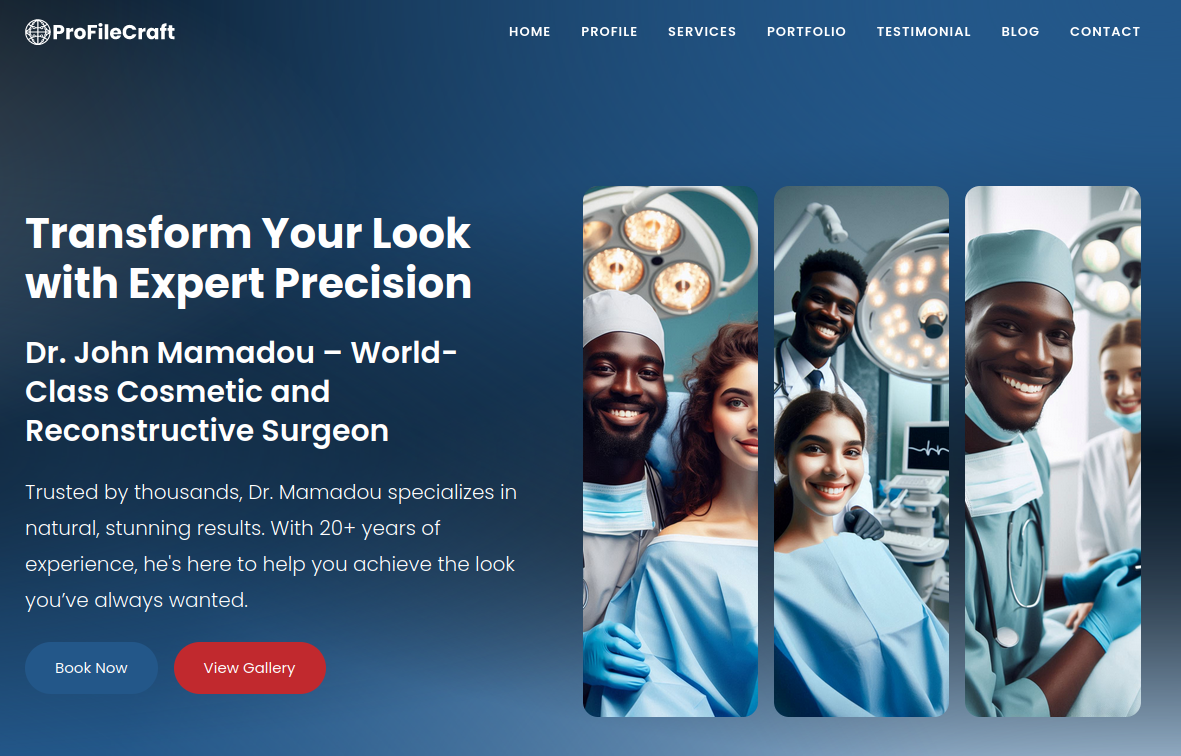 ProFileCraft
HOME PROFILE SERVICES PORTFOLIO TESTIMONIAL BLOG CONTACT
Transform Your Look
with Expert Precision
Dr. John Mamadou – World-
Class Cosmetic and
Reconstructive Surgeon
Trusted by thousands, Dr. Mamadou specializes in
natural, stunning results. With 20+ years of
experience, he's here to help you achieve the look
you’ve always wanted.
Book Now View Gallery